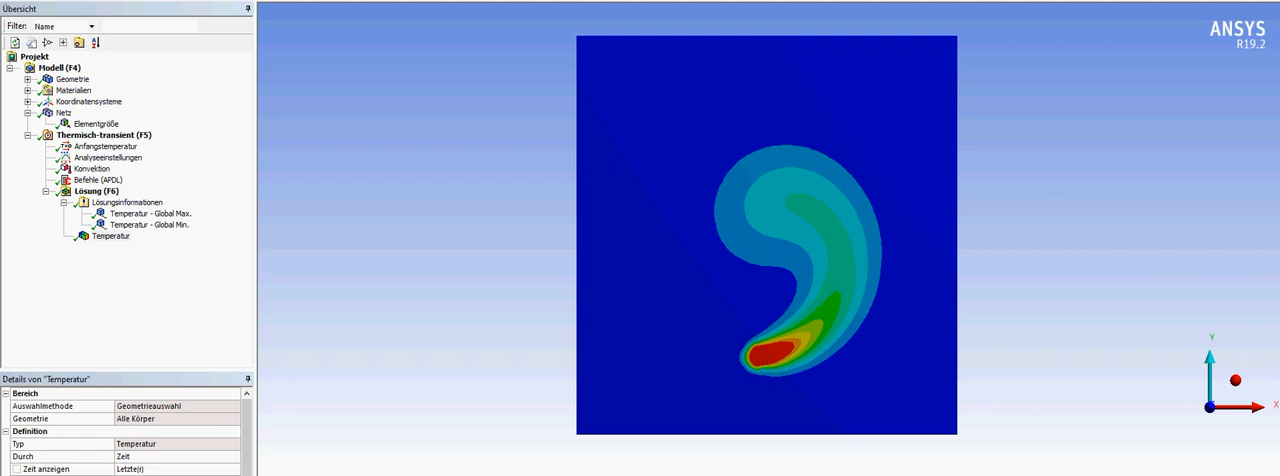 Übersicht
Filter: Name
Projekt
Modell (F4)
Geometrie
Materialien
Koordinatensysteme
Netz
Elementgröße
Thermisch-transient (F5)
Anfangstemperatur
Analyseeinstellungen
Konvektion
Befehle (APDL)
Lösung (F6)
Lösungsinformationen
Temperatur - Global Max.
Temperatur - Global Min.
Temperatur
Details von "Temperatur"
Bereich
Auswahlmethode Geometrieauswahl
Geometrie Alle Körper
Definition
Typ Temperatur
Durch Zeit
Zeit anzeigen Letzte(r)
ANSYS
R19.2
Y
X